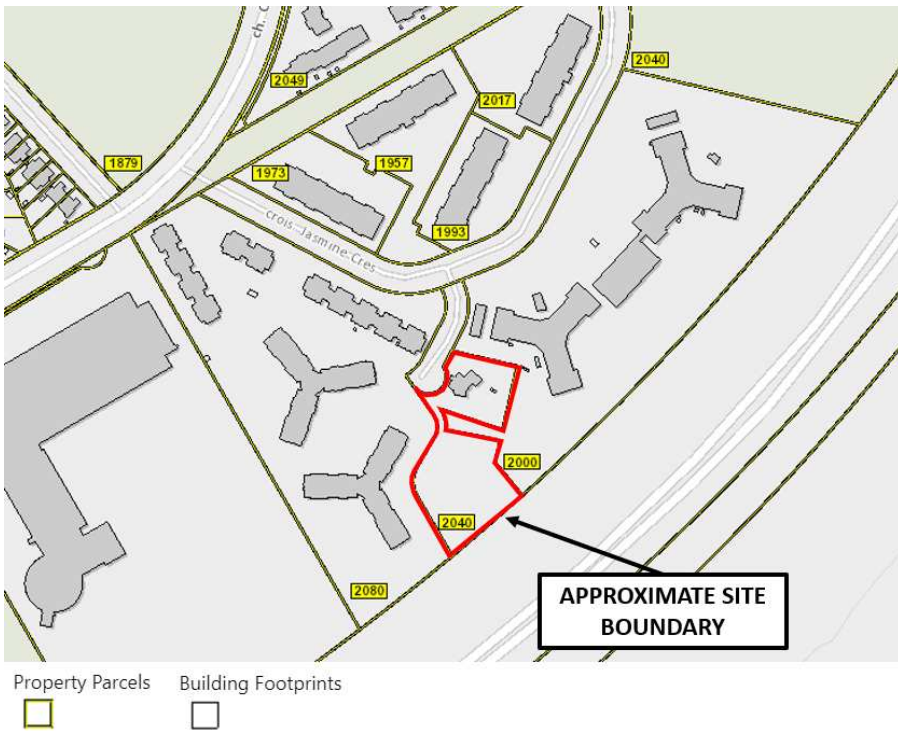 ch. C
2049
2040
2017
1879
1973
1957
1993
crois. Jasmine Cres
2000
2040
2080
APPROXIMATE SITE
BOUNDARY
Property Parcels Building Footprints